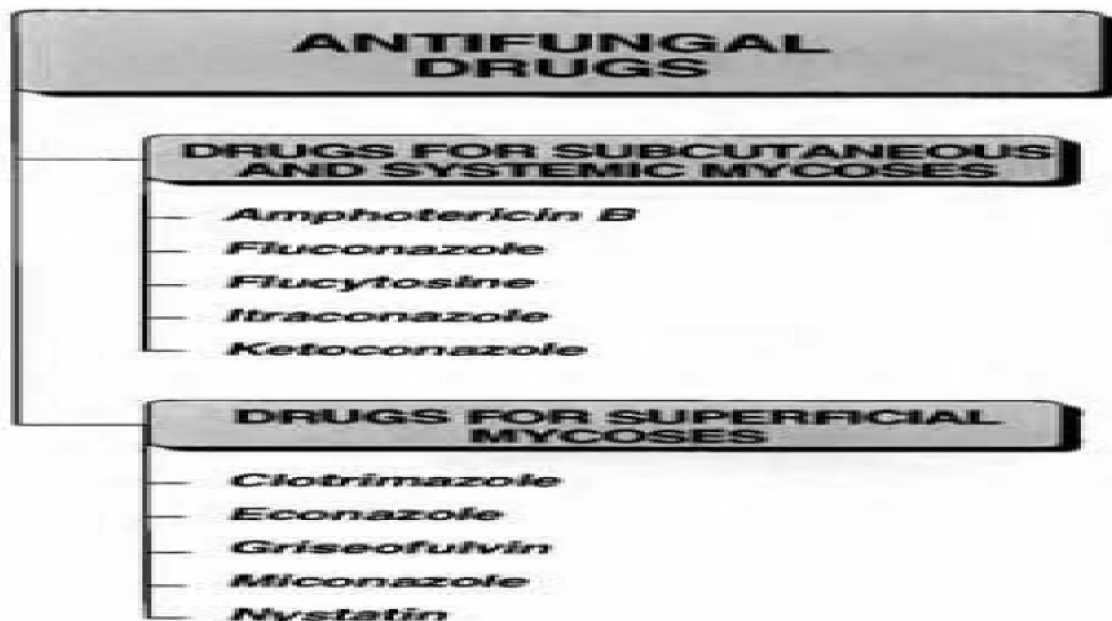 ANTIFUNGAL
DRUGS
DRUGS FOR SUBCUTANEOUS
AND SYSTEMIC MYCOSES
Amphotericin B
Fluconazole
Flucytosine
Itraconazole
Ketoconazole
DRUGS FOR SUPERFICIAL
MYCOSES
Clotrimazole
Econazole
Griseofulvin
Miconazole
Nystatin